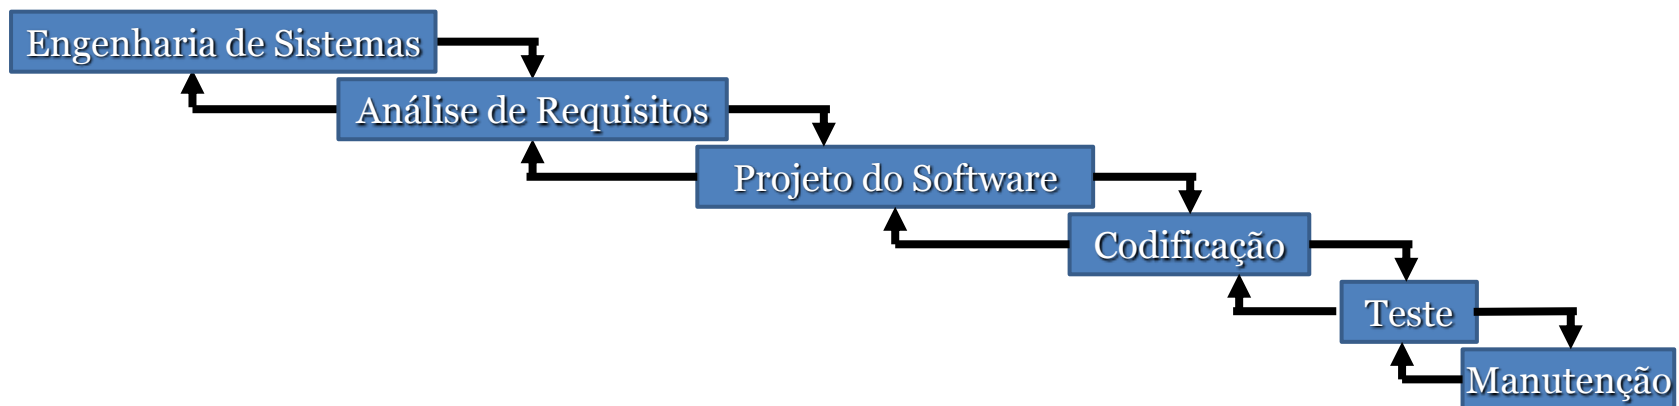 Engenharia de Sistemas
Análise de Requisitos
Projeto do Software
Codificação
Teste
Manutenção